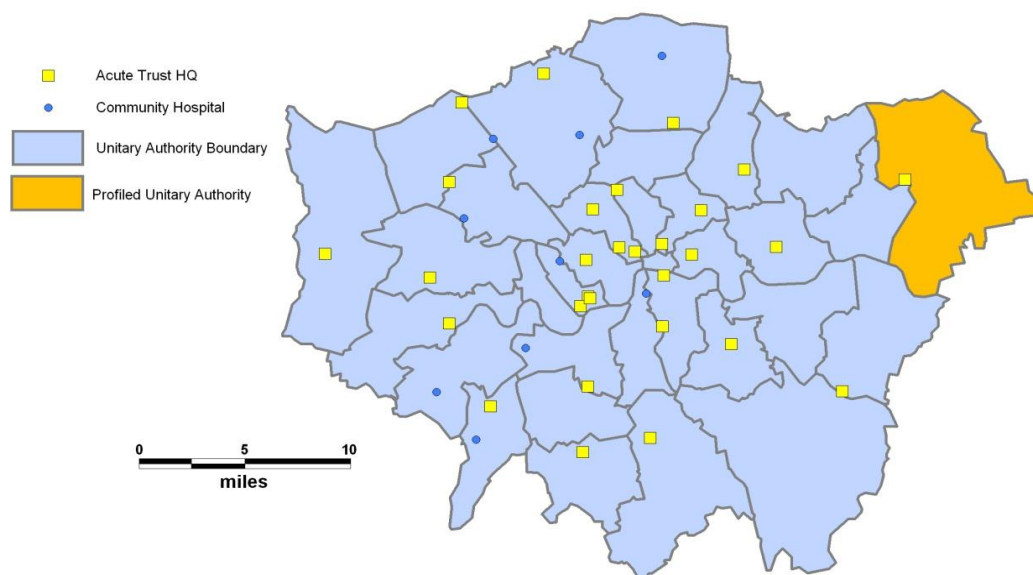 Acute Trust HQ
Community Hospital
Unitary Authority Boundary
Profiled Unitary Authority
0 5 10
miles